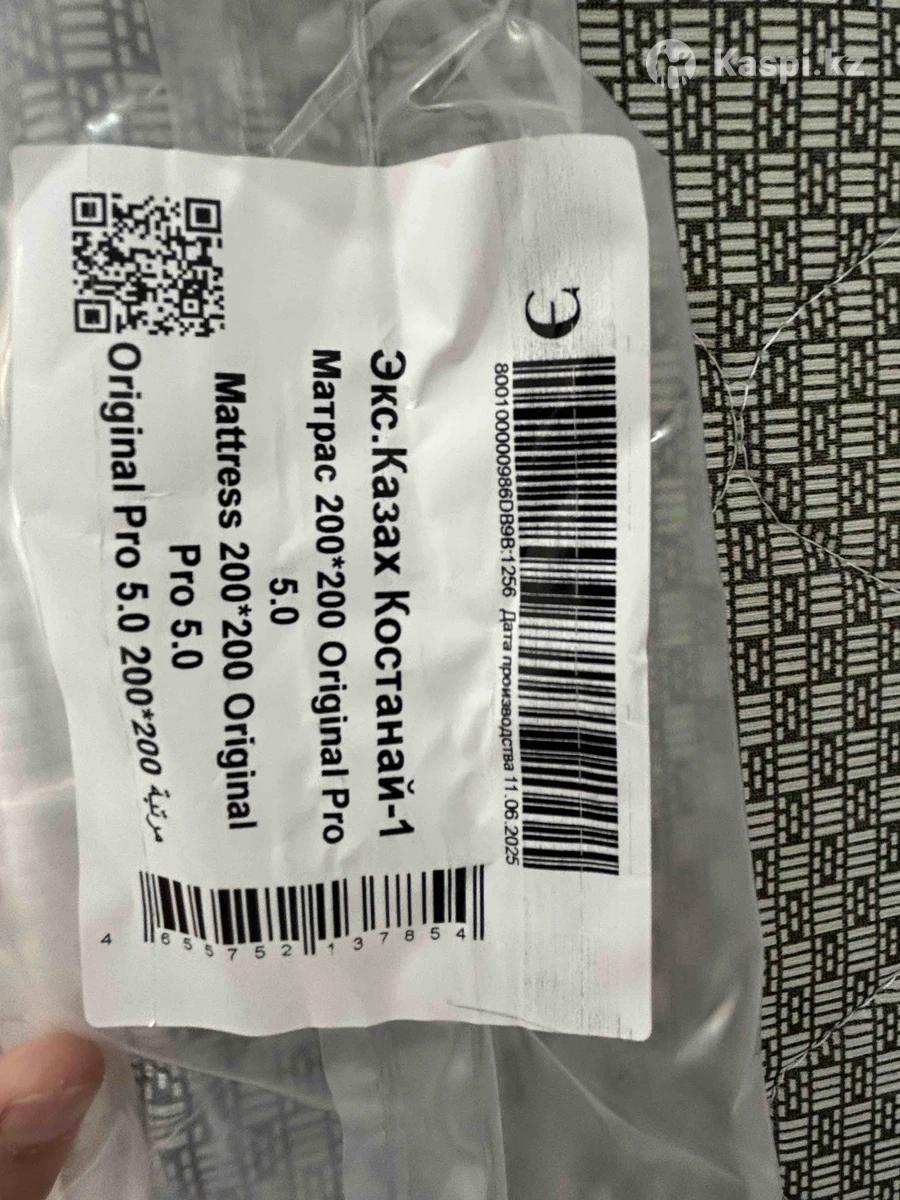 Kaspi.kz
Э
800100000986DB9B:1256 Дата производства 11.06.2025
Экс.Казах Костанай-1
Матрас 200*200 Original Pro
5.0
Mattress 200*200 Original
Pro 5.0
Original Pro 5.0 200*200 مرتبة
4 655752 137854